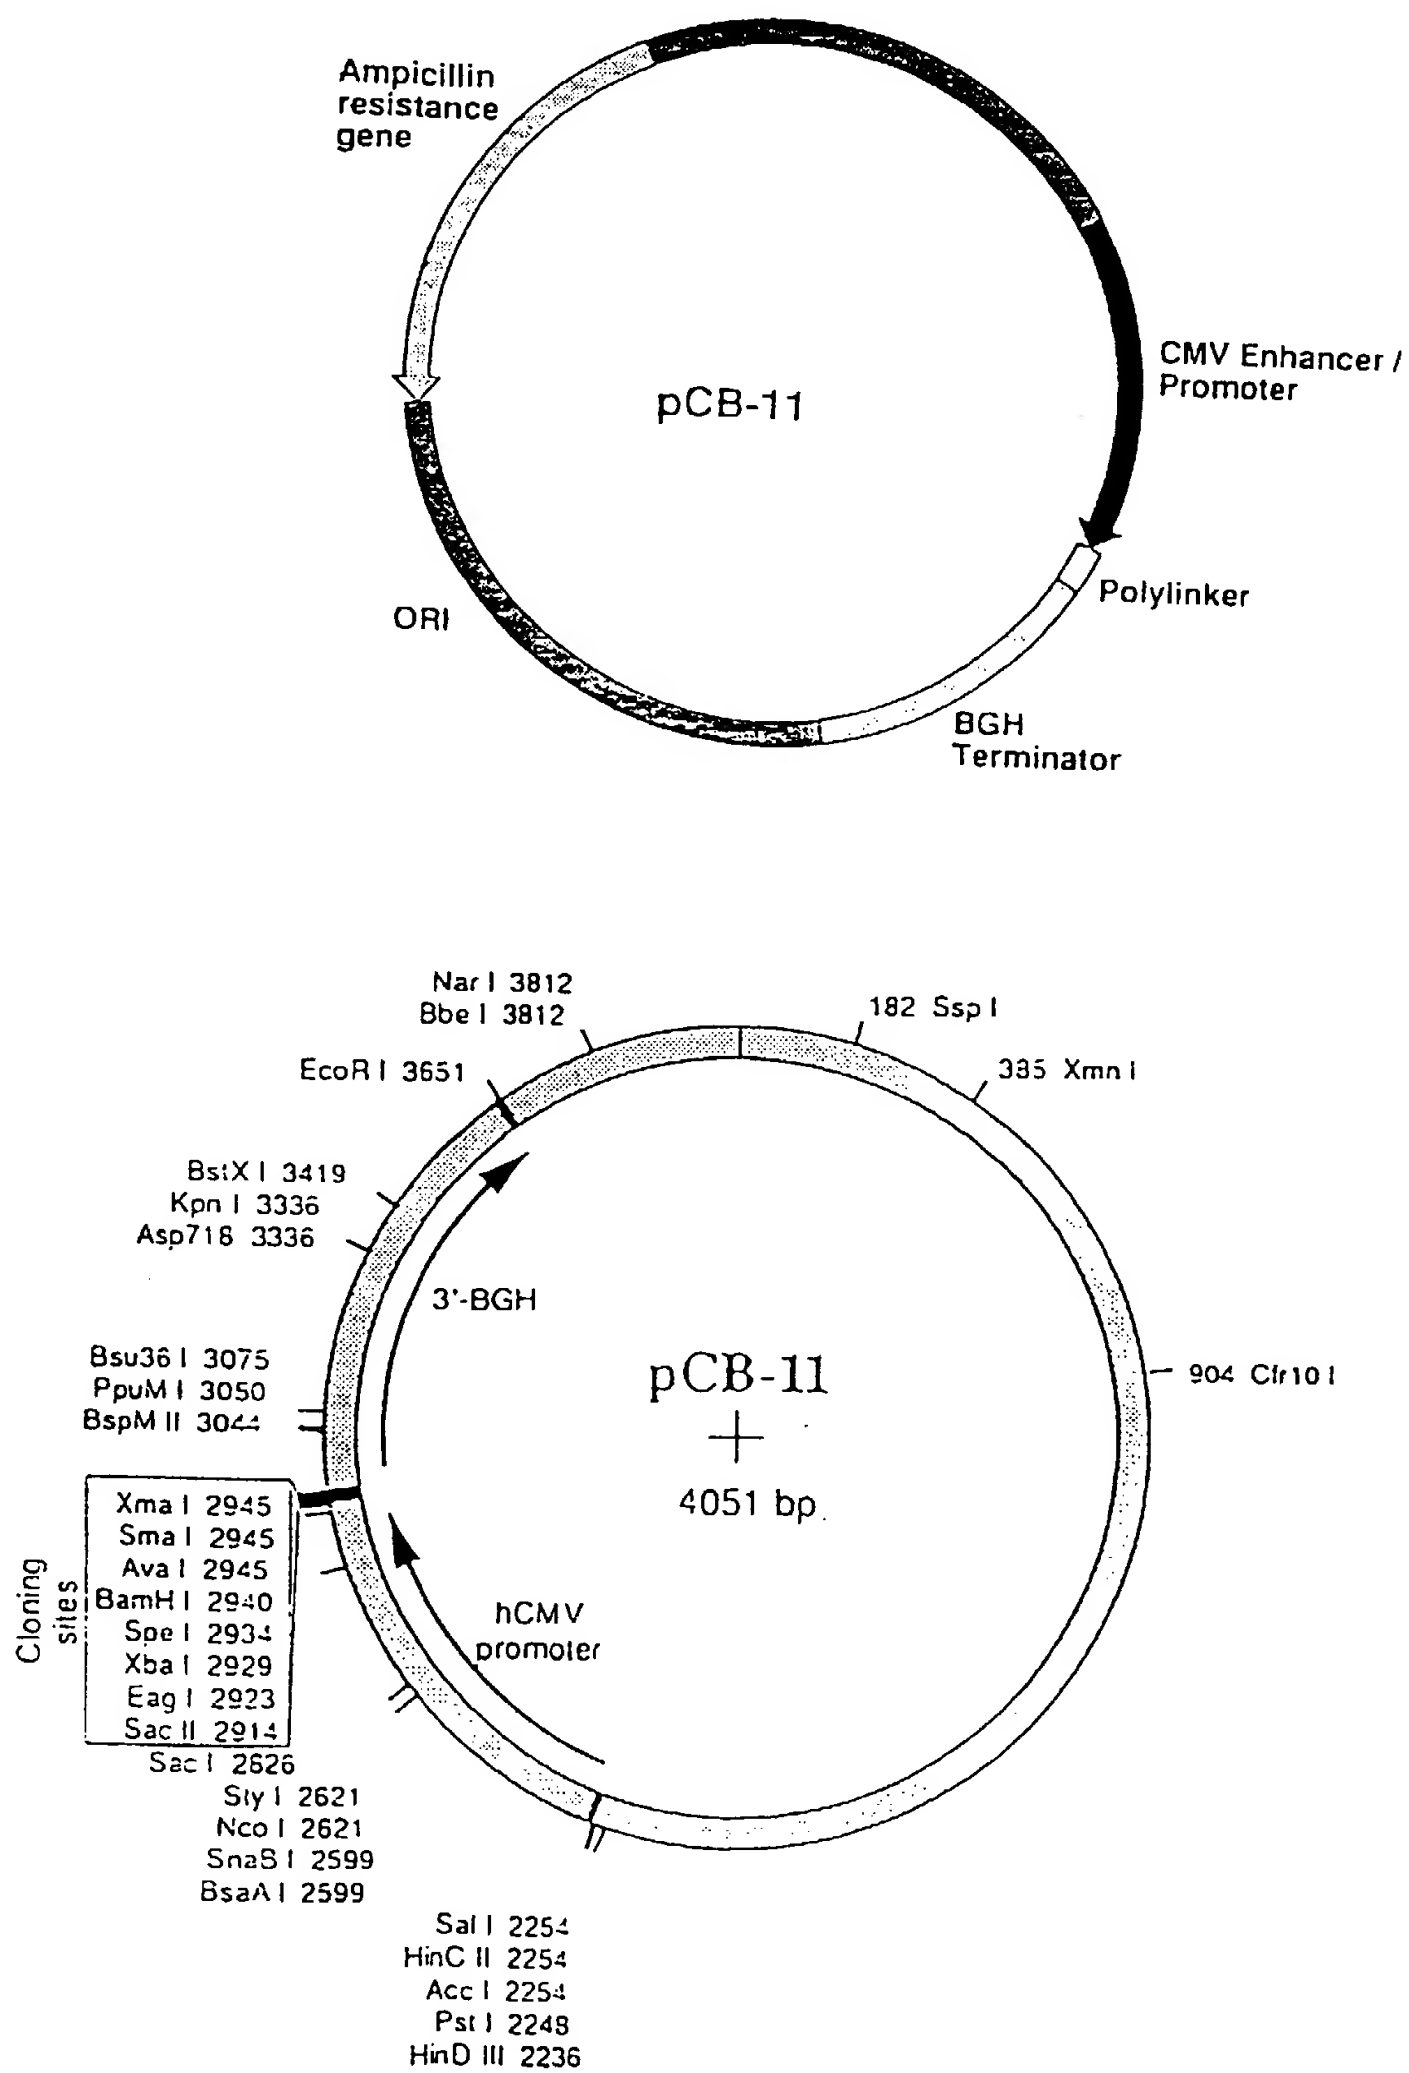 Ampicillin
resistance
gene
CMV Enhancer /
Promoter
pCB-11
Polylinker
ORI
BGH
Terminator
Nar I 3812
Bbe I 3812
182 Ssp I
EcoR I 3651
385 Xmn I
BstX I 3419
Kpn I 3336
Asp718 3336
3'-BGH
Bsu36 I 3075
PpuM I 3050
BspM II 3044
pCB-11
904 Cfr10 I
4051 bp
Cloning
sites
Xma I 2945
Sma I 2945
Ava I 2945
BamH I 2940
Spe I 2934
Xba I 2929
Eag I 2923
Sac II 2914
hCMV
promoter
Sac I 2826
Sty I 2621
Nco I 2621
SnaB I 2599
BsaA I 2599
Sal I 2254
HinC II 2254
Acc I 2254
Pst I 2248
HinD III 2236